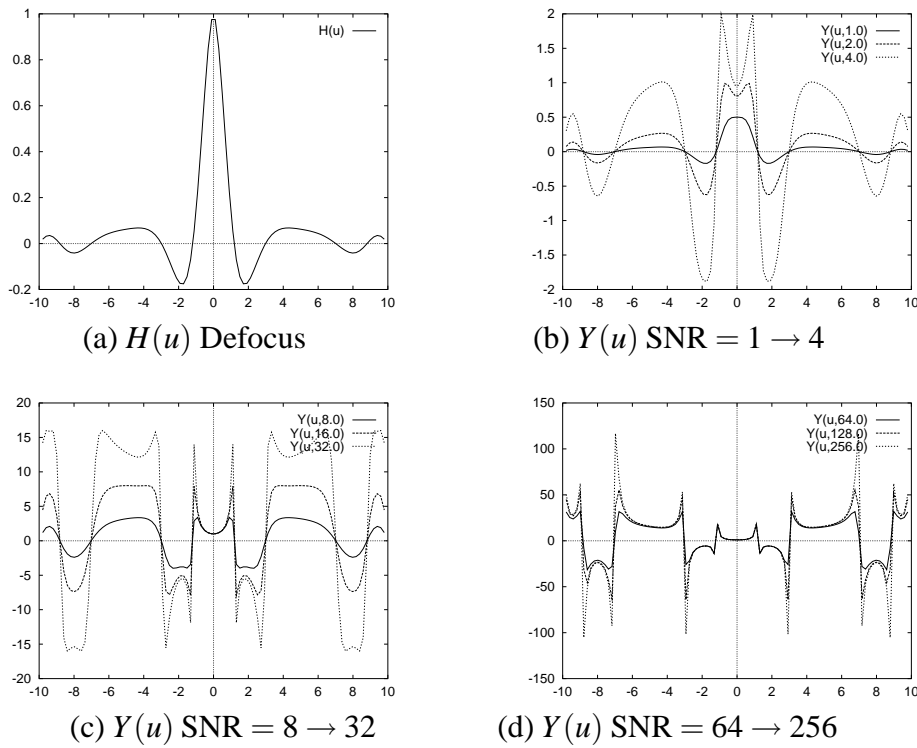 1
0.8
0.6
0.4
0.2
0
-0.2
-10 -8 -6 -4 -2 0 2 4 6 8 10
H(u)
(a) H(u) Defocus
2
1.5
1
0.5
0
-0.5
-1
-1.5
-2
-10 -8 -6 -4 -2 0 2 4 6 8 10
Y(u,1.0)
Y(u,2.0)
Y(u,4.0)
(b) Y(u) SNR = 1 → 4
20
15
10
5
0
-5
-10
-15
-20
-10 -8 -6 -4 -2 0 2 4 6 8 10
Y(u,8.0)
Y(u,16.0)
Y(u,32.0)
(c) Y(u) SNR = 8 → 32
150
100
50
0
-50
-100
-150
-10 -8 -6 -4 -2 0 2 4 6 8 10
Y(u,64.0)
Y(u,128.0)
Y(u,256.0)
(d) Y(u) SNR = 64 → 256